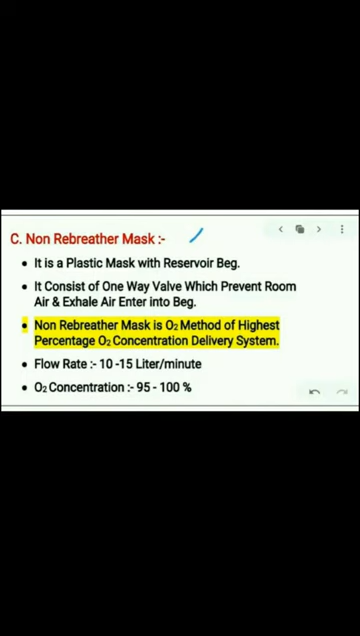 C. Non Rebreather Mask :-
• It is a Plastic Mask with Reservoir Beg.
• It Consist of One Way Valve Which Prevent Room
Air & Exhale Air Enter into Beg.
• Non Rebreather Mask is O₂ Method of Highest
Percentage O₂ Concentration Delivery System.
• Flow Rate :- 10 -15 Liter/minute
• O₂ Concentration :- 95 - 100 %